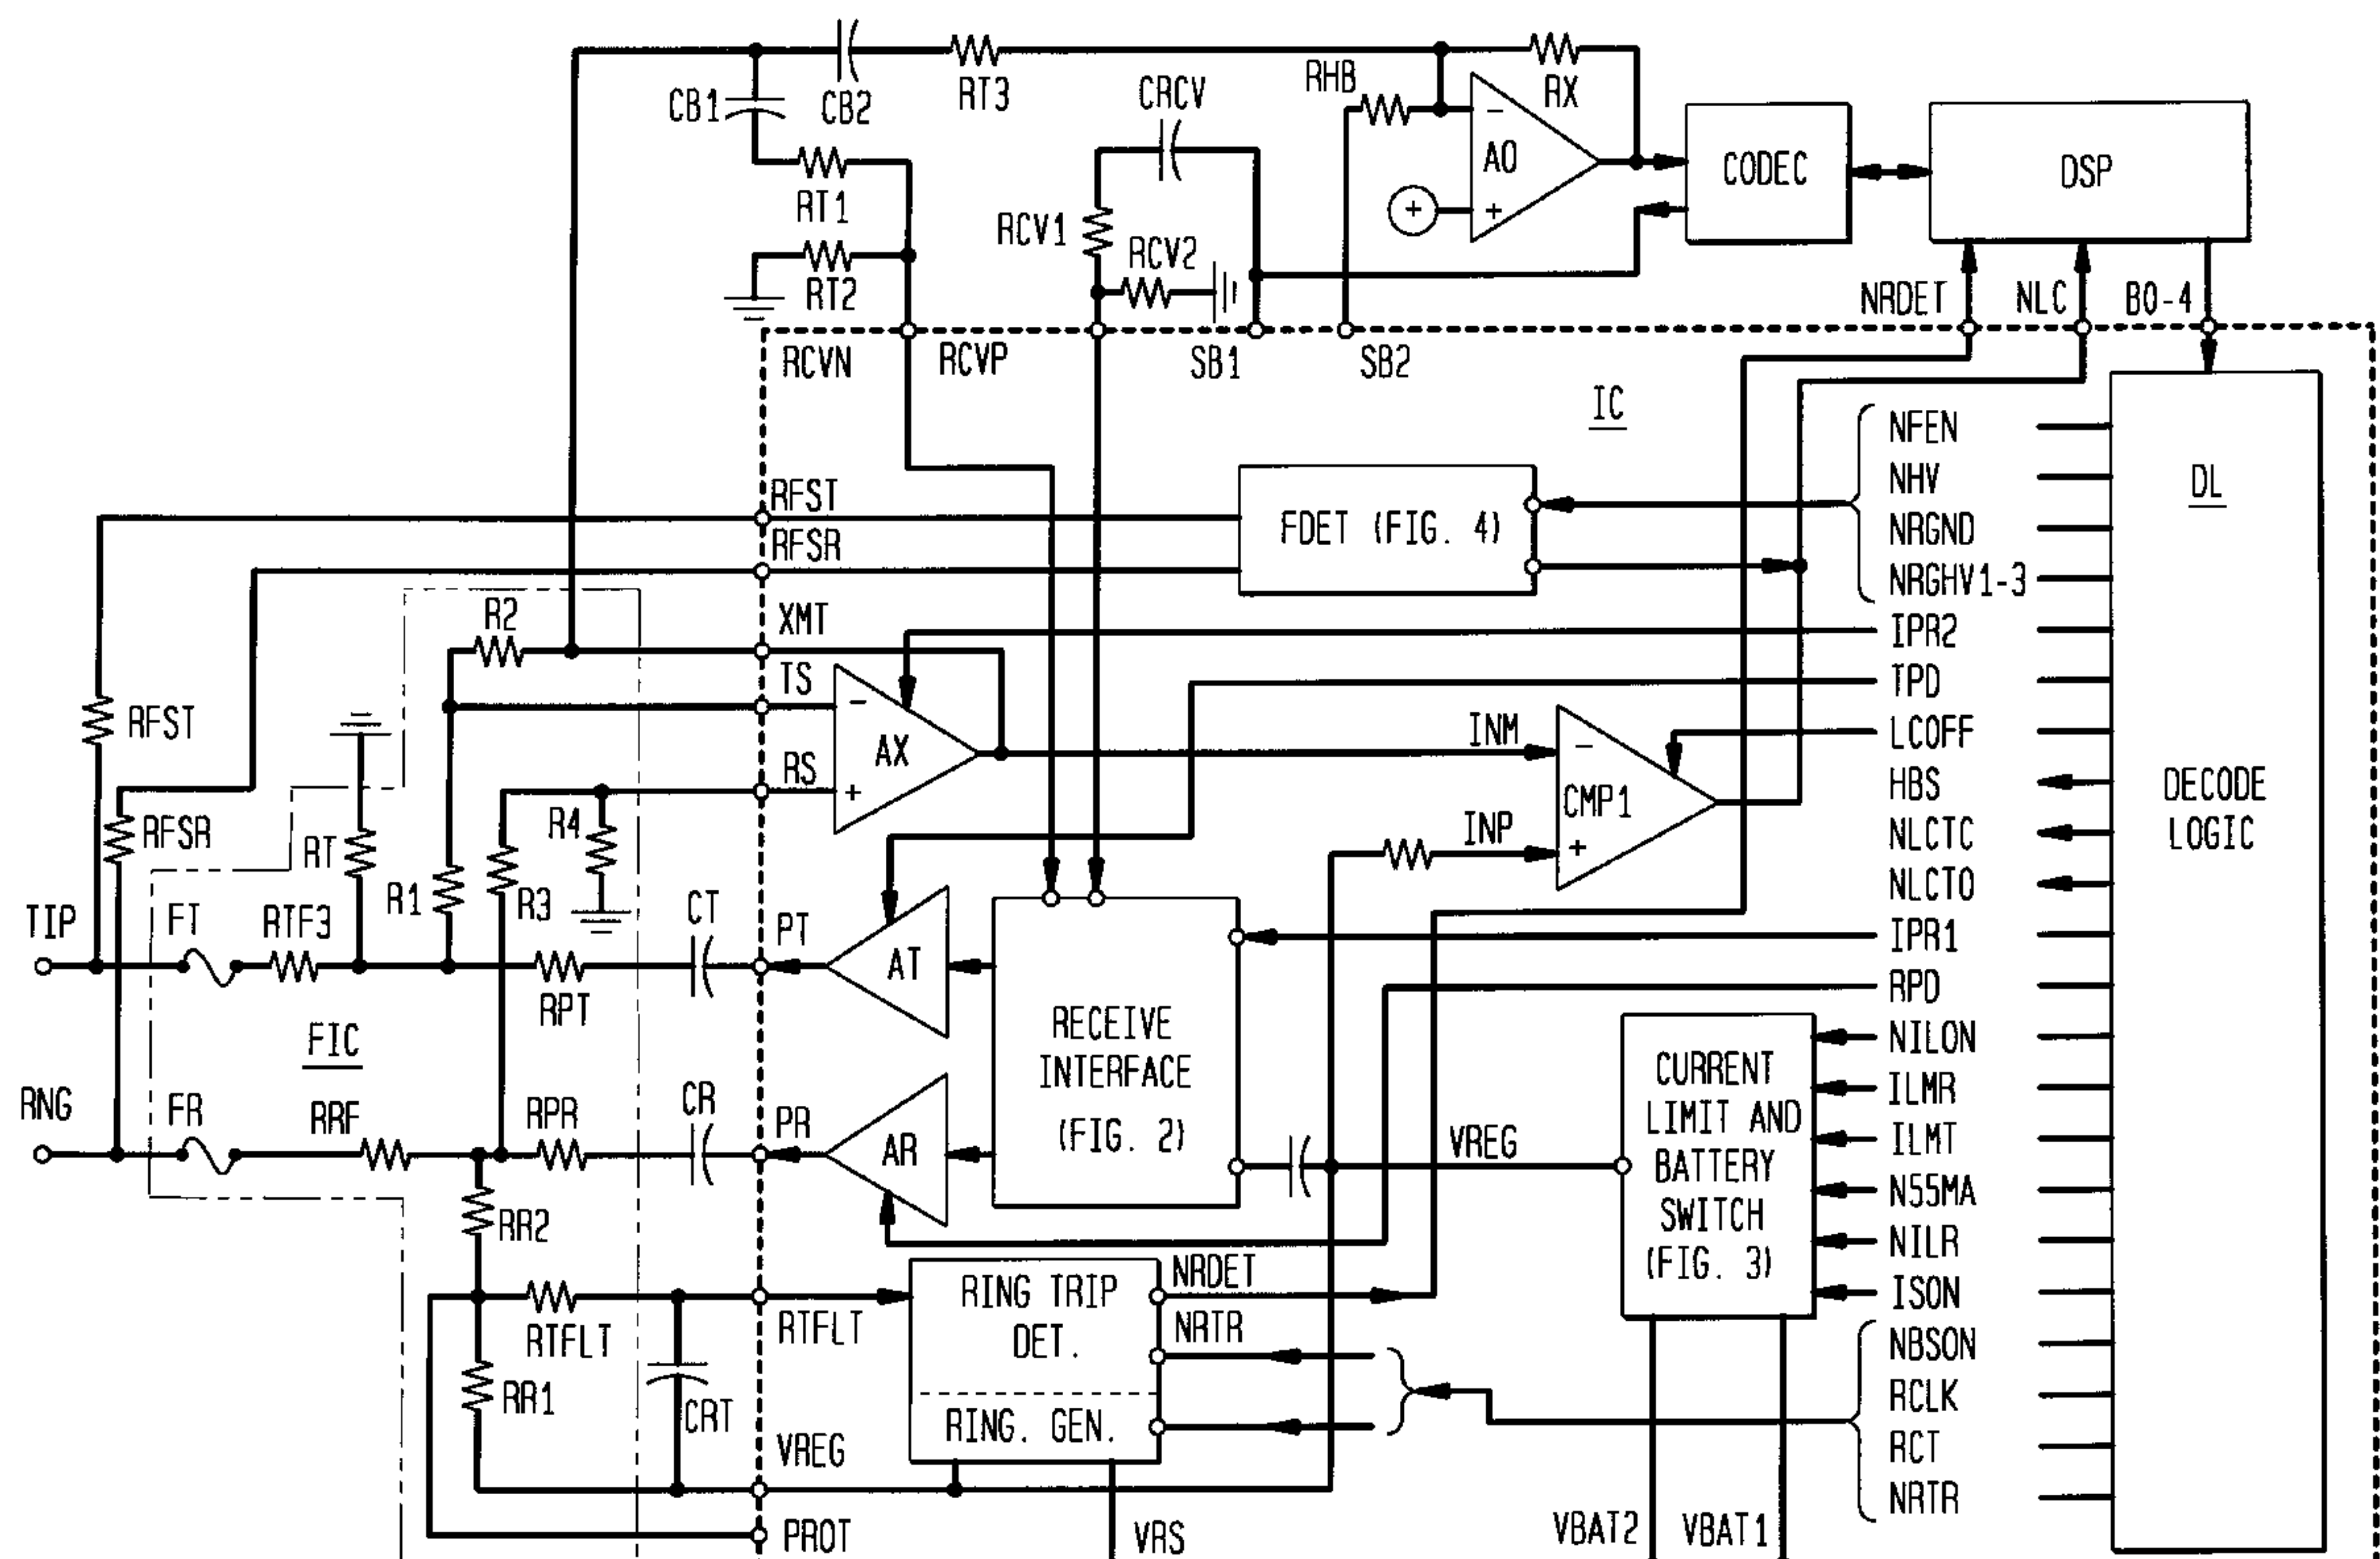 CB1
CB2
RT3
CRCV
RHB
RX
RT1
RT2
RCV1
RCV2
-
AO
+
+
CODEC
DSP
NRDET
NLC
B0-4
RCVN
RCVP
SB1
SB2
IC
RFST
RFSR
FDET (FIG. 4)
NFEN
NHV
NRGND
NRGHV1-3
IPR2
TPD
LCOFF
HBS
NLCTC
NLCTO
IPR1
RPD
NILON
ILMR
ILMT
N55MA
NILR
ISON
NBSON
RCLK
RCT
NRTR
DL
DECODE
LOGIC
R2
XMT
TS
RS
-
AX
+
INM
INP
-
CMP1
+
RFST
RFSR
RT
R1
R3
R4
TIP
FT
RTF3
RPT
CT
PT
AT
FIC
RNG
FR
RRF
RPR
CR
PR
AR
RECEIVE
INTERFACE
(FIG. 2)
VREG
CURRENT
LIMIT AND
BATTERY
SWITCH
(FIG. 3)
RR2
RTFLT
RR1
CRT
RTFLT
RING TRIP
DET.
RING. GEN.
NRDET
NRTR
VREG
PROT
VRS
VBAT2
VBAT1